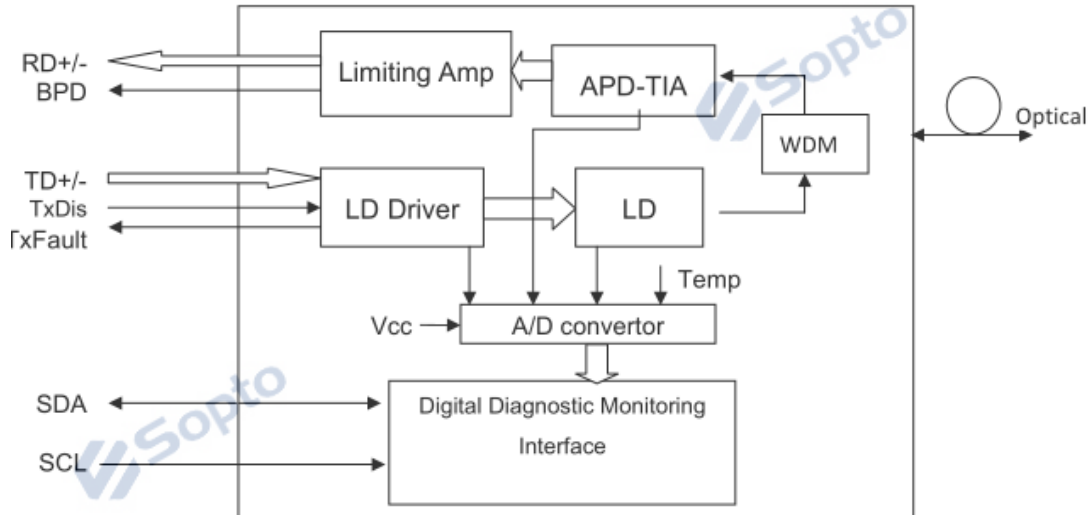 RD+/-
BPD
Limiting Amp
APD-TIA
Sopto
WDM
Optical
TD+/-
TxDis
TxFault
LD Driver
LD
Temp
Vcc
A/D convertor
SDA
SCL
Digital Diagnostic Monitoring
Interface
Sopto